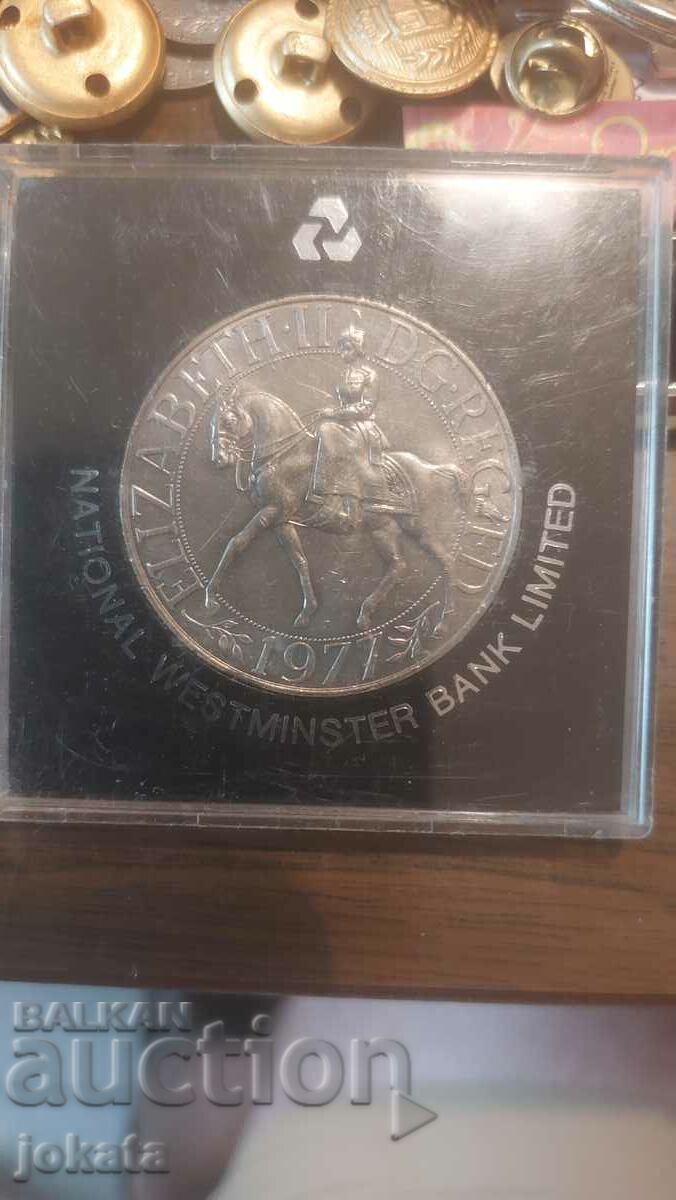 ELIZABETH·II D·G·REG·F·D
1977
NATIONAL WESTMINSTER BANK LIMITED
BALKAN
auction
jokata